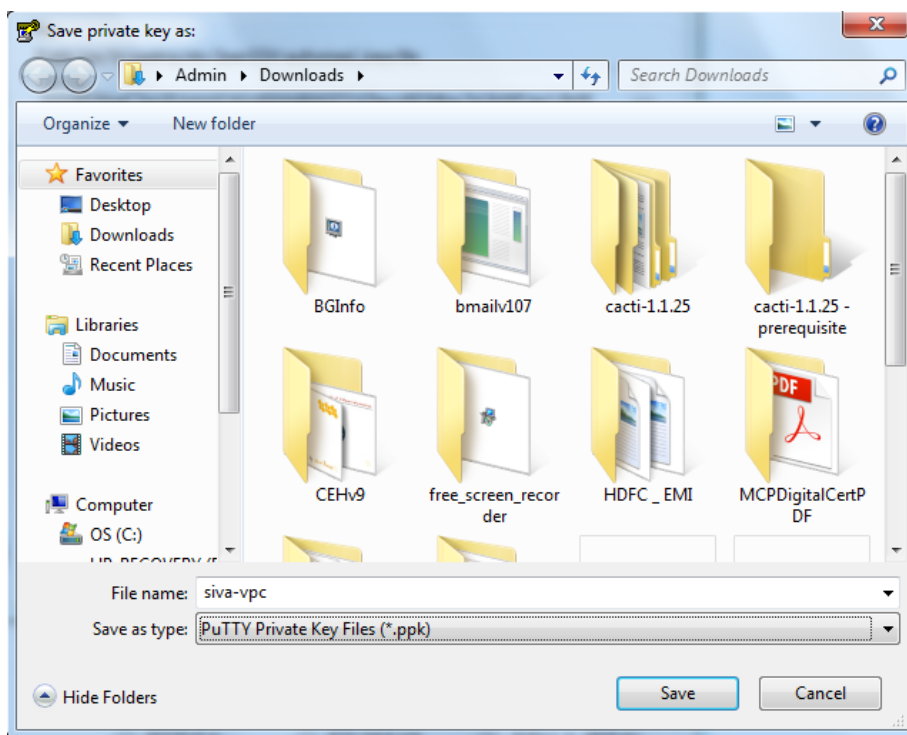 Save private key as:
Admin
Downloads
Search Downloads
Organize
New folder
Favorites
Desktop
Downloads
Recent Places
Libraries
Documents
Music
Pictures
Videos
Computer
OS (C:)
BGInfo
bmailv107
cacti-1.1.25
cacti-1.1.25 -
prerequisite
CEHv9
free_screen_recor
der
HDFC _ EMI
PDF
MCPDigitalCertP
DF
File name: siva-vpc
Save as type: PuTTY Private Key Files (*.ppk)
Hide Folders
Save
Cancel